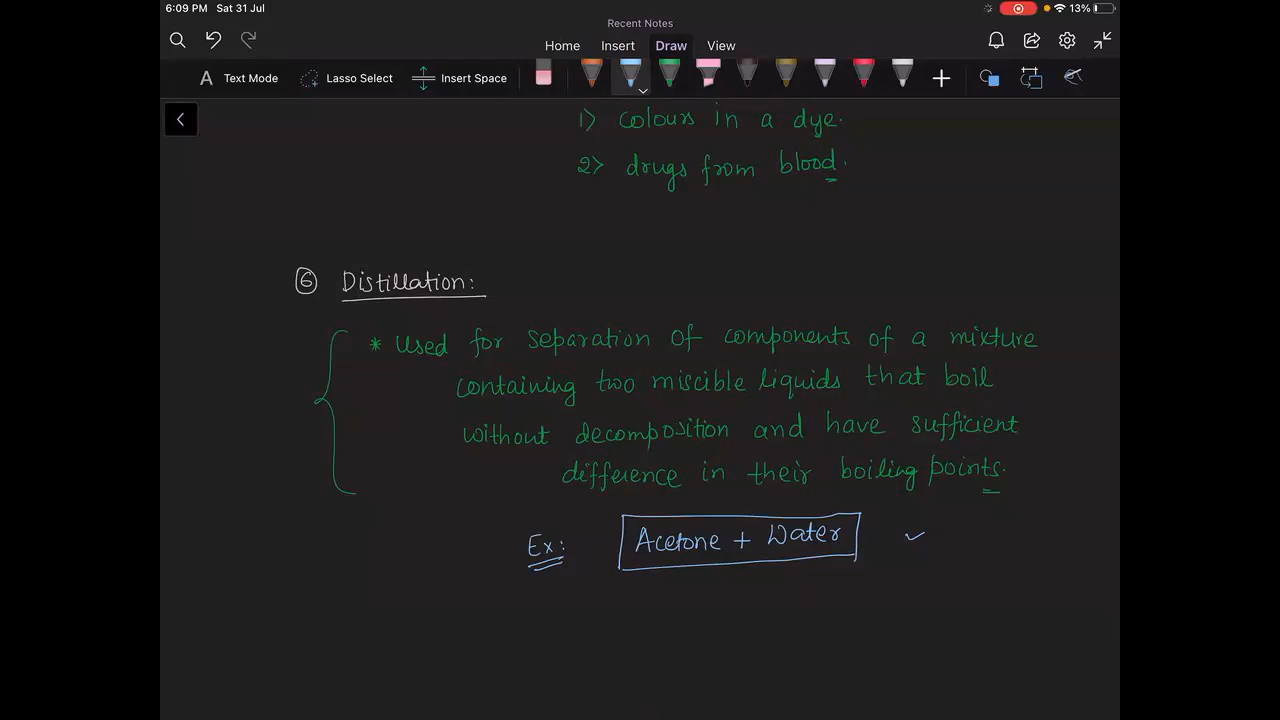 6:09 PM Sat 31 Jul
13%
Recent Notes
Home Insert Draw View
A Text Mode Lasso Select Insert Space
1) colours in a dye.
2) drugs from blood.
6 Distillation:
* Used for separation of components of a mixture
containing two miscible liquids that boil
without decomposition and have sufficient
difference in their boiling points.
Ex: Acetone + Water